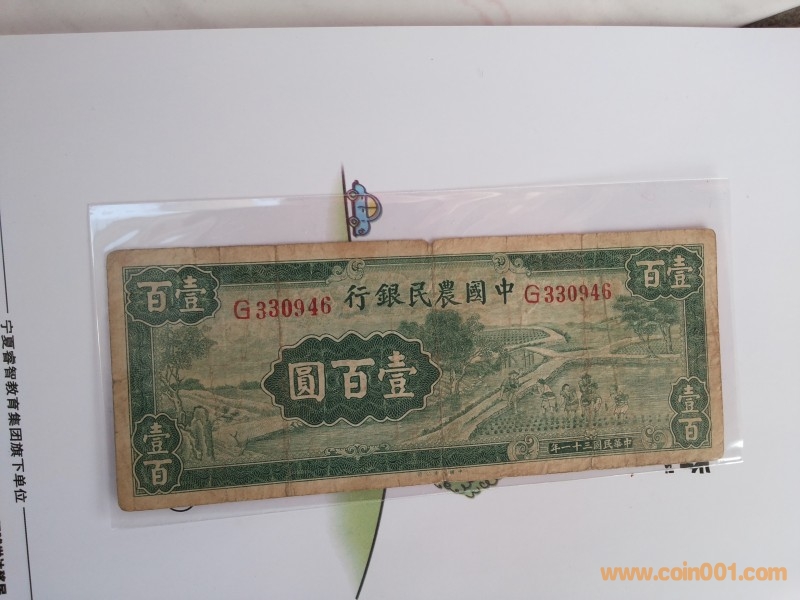 百壹
中國農民銀行
G330946
G330946
壹百圓
壹百
壹百
百壹
中華民國三十一年
宁夏睿智教育集团旗下单位
www.coin001.com